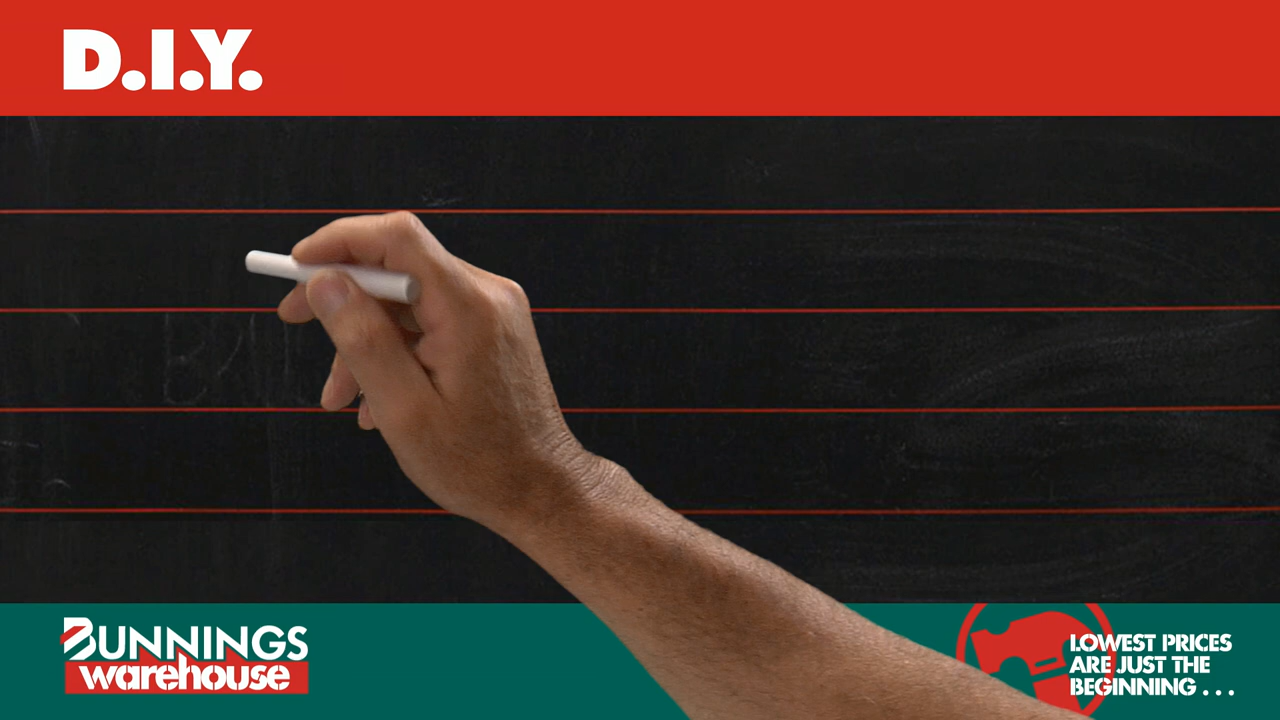 D.I.Y.
BUNNINGS
warehouse
LOWEST PRICES
ARE JUST THE
BEGINNING . . .